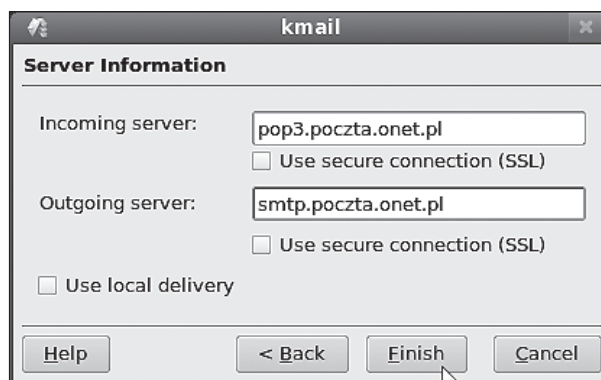 kmail
Server Information
Incoming server: pop3.poczta.onet.pl
Use secure connection (SSL)
Outgoing server: smtp.poczta.onet.pl
Use secure connection (SSL)
Use local delivery
Help < Back Finish Cancel